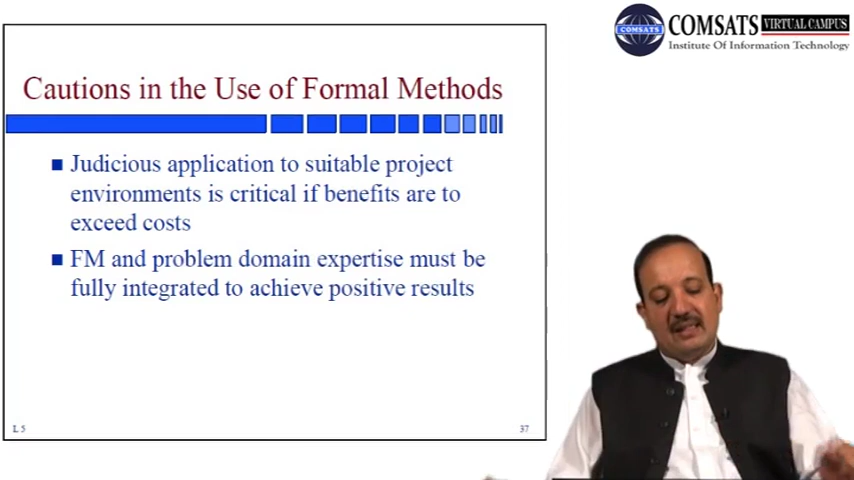 COMSATS VIRTUAL CAMPUS
Institute Of Information Technology
Cautions in the Use of Formal Methods
Judicious application to suitable project
environments is critical if benefits are to
exceed costs
FM and problem domain expertise must be
fully integrated to achieve positive results
L 5
37